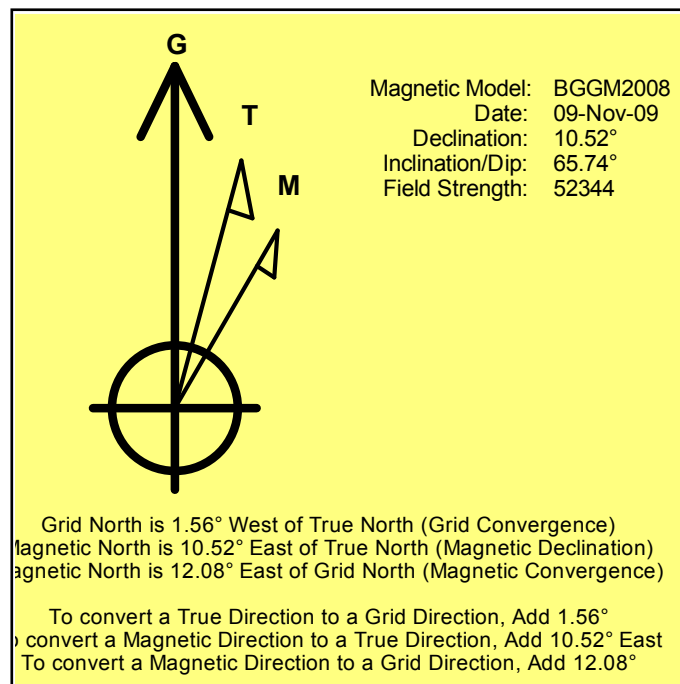 G
T
M
Magnetic Model: BGGM2008
Date: 09-Nov-09
Declination: 10.52°
Inclination/Dip: 65.74°
Field Strength: 52344
Grid North is 1.56° West of True North (Grid Convergence)
Magnetic North is 10.52° East of True North (Magnetic Declination)
agnetic North is 12.08° East of Grid North (Magnetic Convergence)
To convert a True Direction to a Grid Direction, Add 1.56°
o convert a Magnetic Direction to a True Direction, Add 10.52° East
To convert a Magnetic Direction to a Grid Direction, Add 12.08°